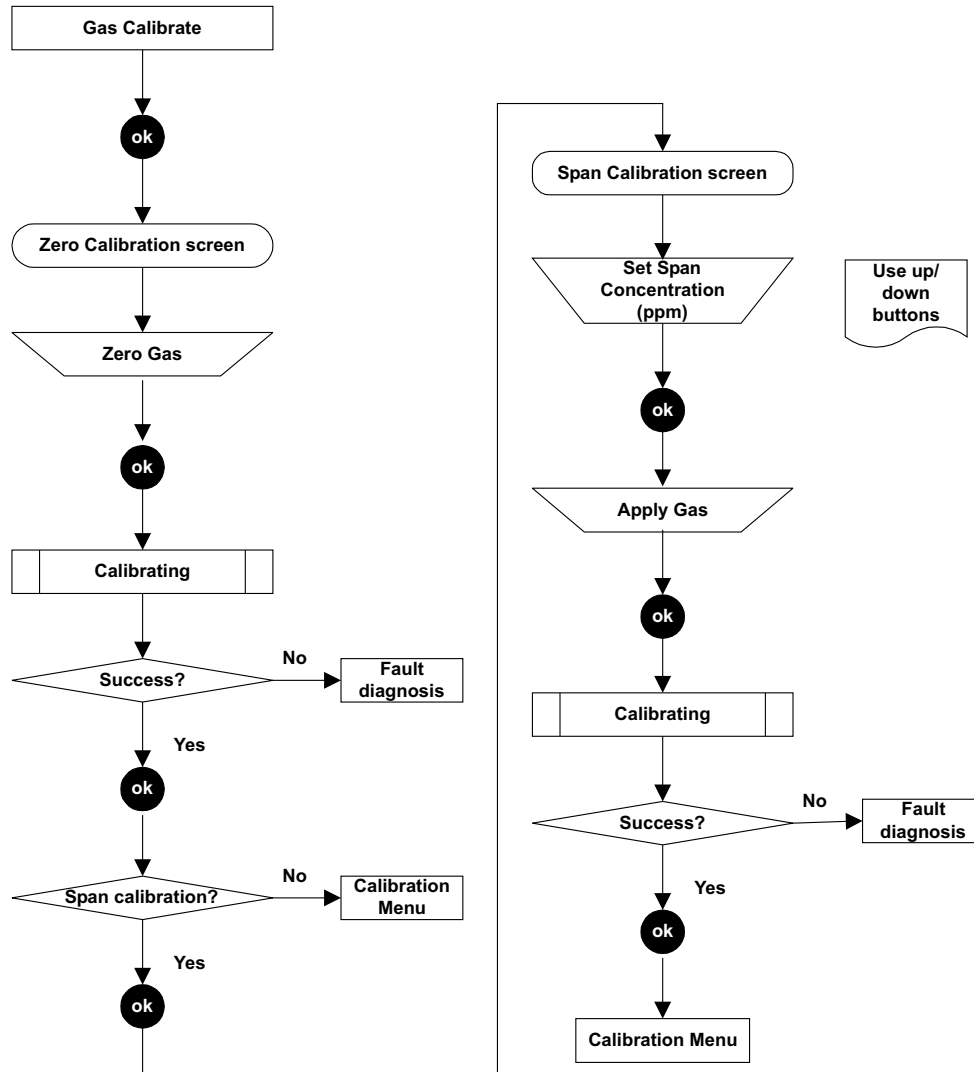 Gas Calibrate
ok
Zero Calibration screen
Zero Gas
ok
Calibrating
Success?
No
Fault
diagnosis
Yes
ok
Span calibration?
No
Calibration
Menu
Yes
ok
Span Calibration screen
Set Span
Concentration
(ppm)
Use up/
down
buttons
ok
Apply Gas
ok
Calibrating
Success?
No
Fault
diagnosis
Yes
ok
Calibration Menu